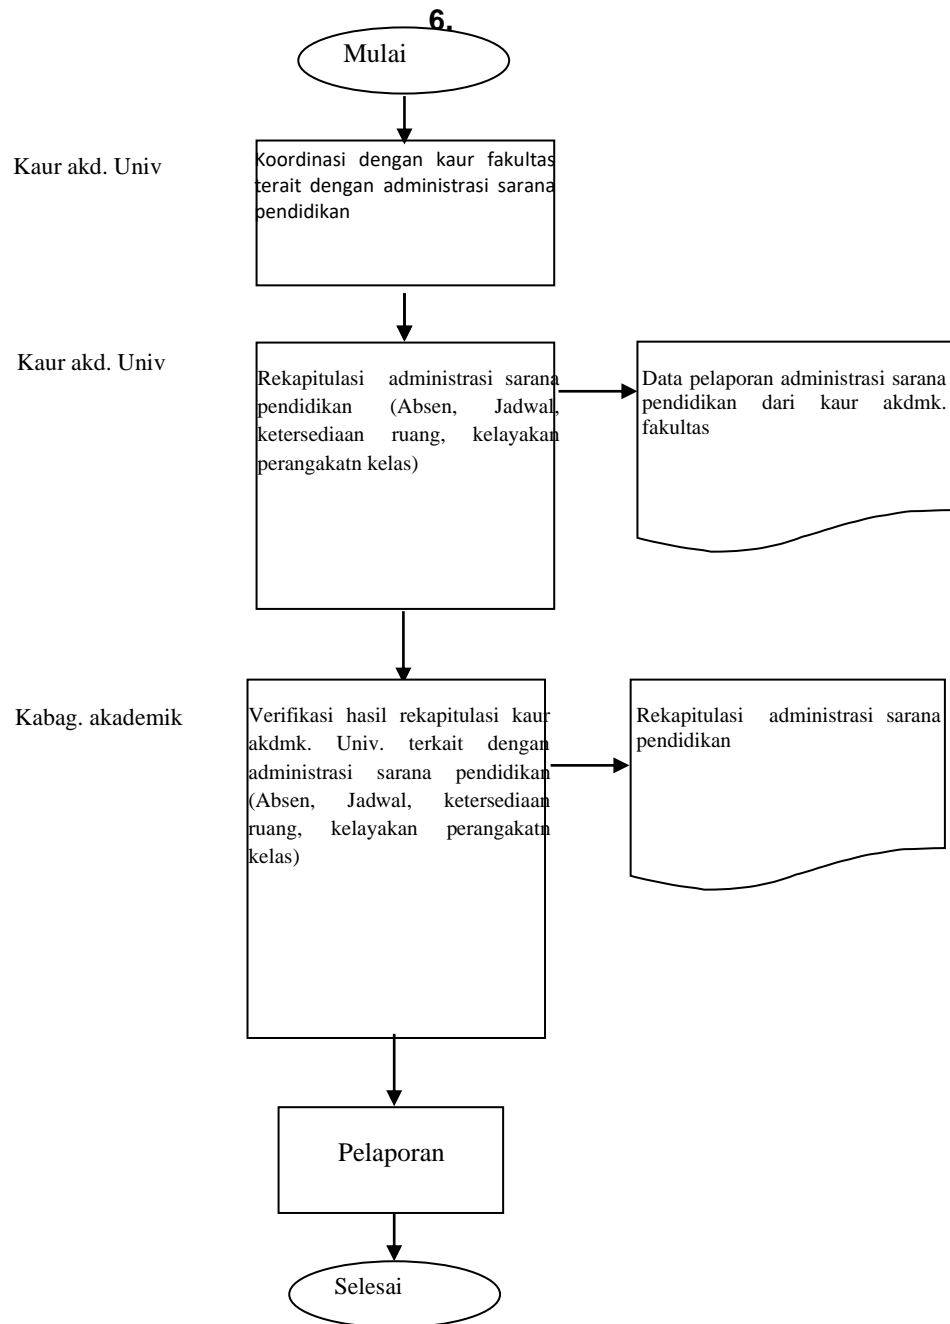 6.
Mulai
Kaur akd. Univ
Koordinasi dengan kaur fakultas
terait dengan administrasi sarana
pendidikan
Kaur akd. Univ
Rekapitulasi administrasi sarana
pendidikan (Absen, Jadwal,
ketersediaan ruang, kelayakan
perangakatn kelas)
Data pelaporan administrasi sarana
pendidikan dari kaur akdmk.
fakultas
Kabag. akademik
Verifikasi hasil rekapitulasi kaur
akdmk. Univ. terkait dengan
administrasi sarana pendidikan
(Absen, Jadwal, ketersediaan
ruang, kelayakan perangakatn
kelas)
Rekapitulasi administrasi sarana
pendidikan
Pelaporan
Selesai